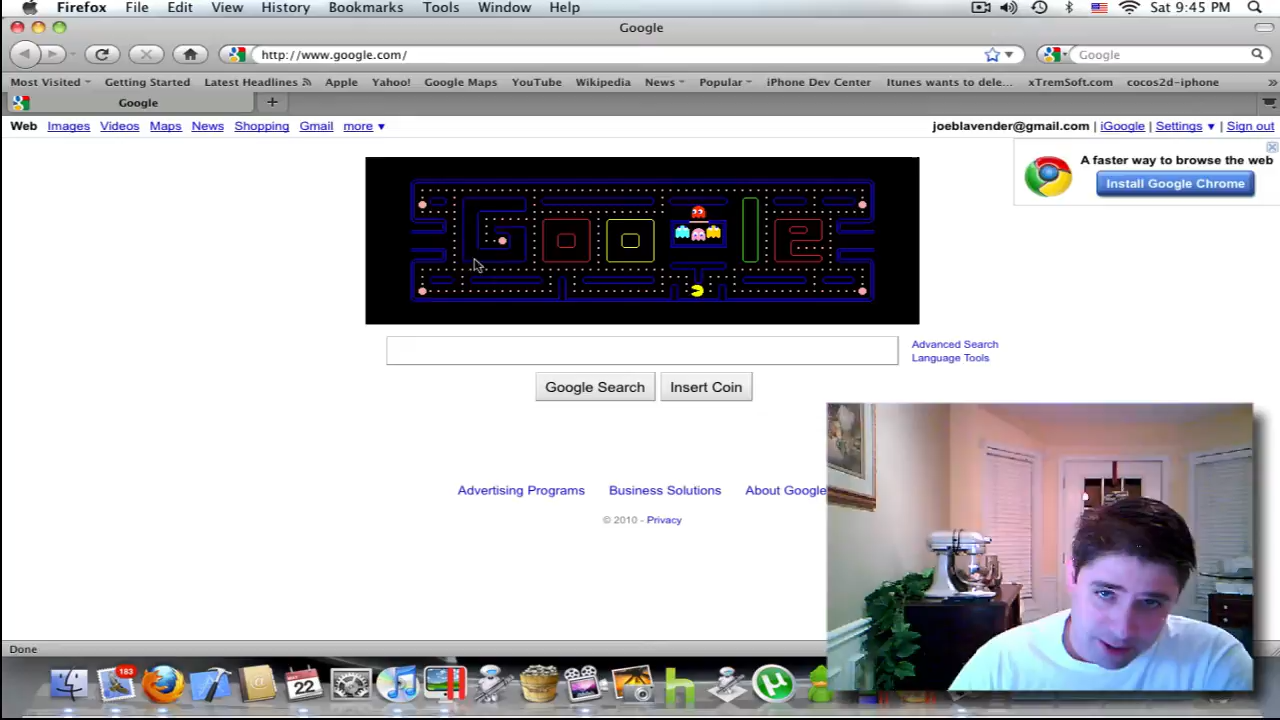 Firefox File Edit View History Bookmarks Tools Window Help Sat 9:45 PM
Google
http://www.google.com/ Google
Most Visited Getting Started Latest Headlines Apple Yahoo! Google Maps YouTube Wikipedia News Popular iPhone Dev Center Itunes wants to dele... xTremSoft.com cocos2d-iphone »
Google +
Web Images Videos Maps News Shopping Gmail more ▼ joeblavender@gmail.com | iGoogle | Settings ▼ | Sign out
A faster way to browse the web
Install Google Chrome
Advanced Search
Language Tools
Google Search Insert Coin
Advertising Programs Business Solutions About Google
© 2010 - Privacy
Done
183
22